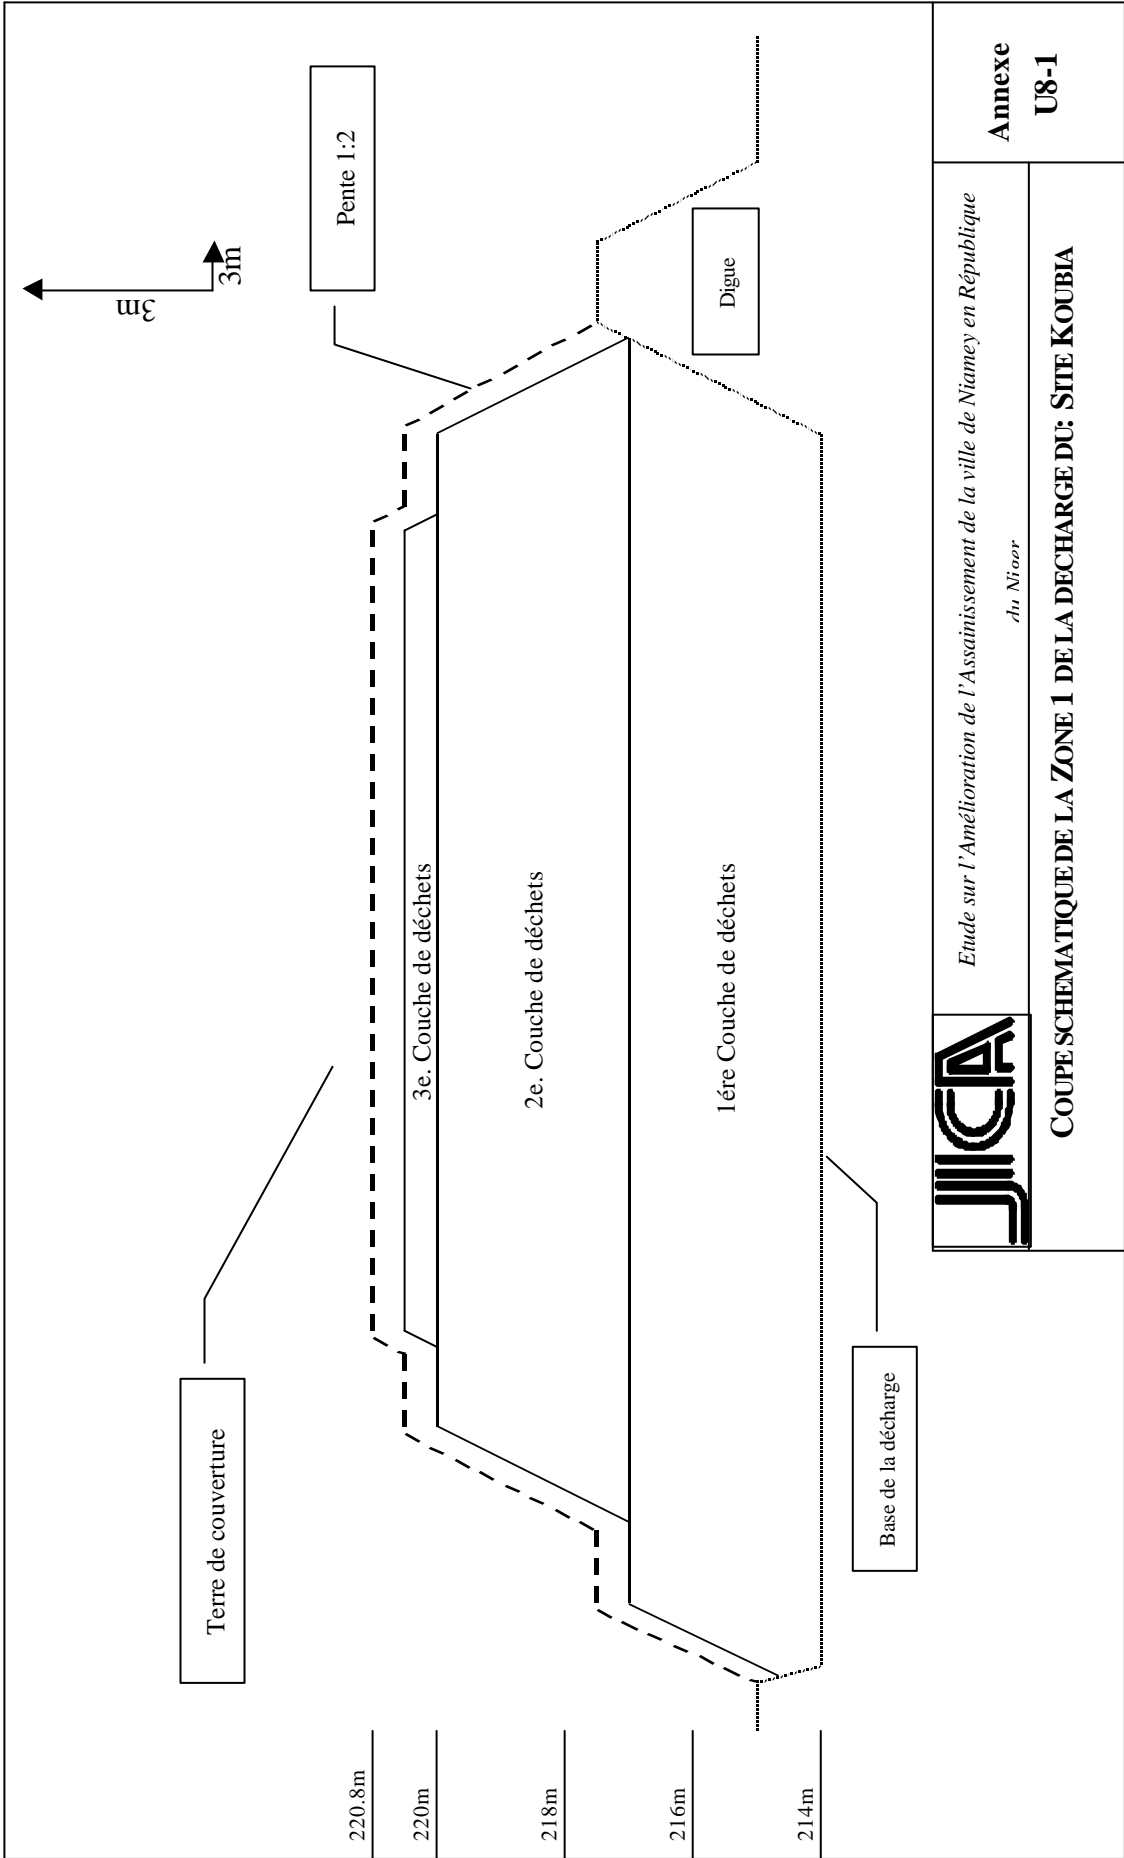 3m
3m
Pente 1:2
Terre de couverture
3e. Couche de déchets
2e. Couche de déchets
1ére Couche de déchets
Digue
Base de la décharge
220.8m
220m
218m
216m
214m
JICA
Etude sur l'Amélioration de l'Assainissement de la ville de Niamey en République
du Niger
COUPE SCHEMATIQUE DE LA ZONE 1 DE LA DECHARGE DU: SITE KOUBIA
Annexe
U8-1